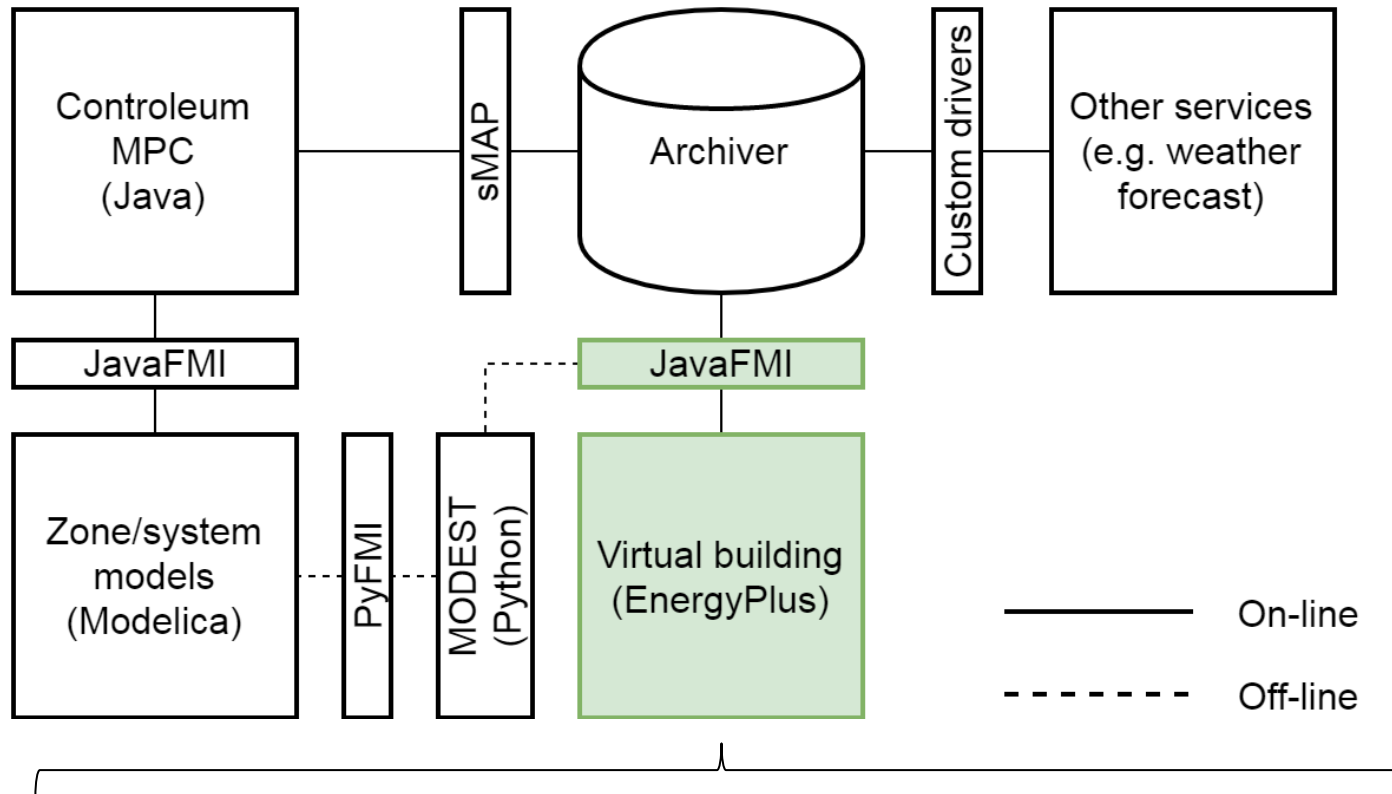 Controleum
MPC
(Java)
sMAP
Archiver
Custom drivers
Other services
(e.g. weather
forecast)
JavaFMI
JavaFMI
Zone/system
models
(Modelica)
PyFMI
MODEST
(Python)
Virtual building
(EnergyPlus)
On-line
Off-line